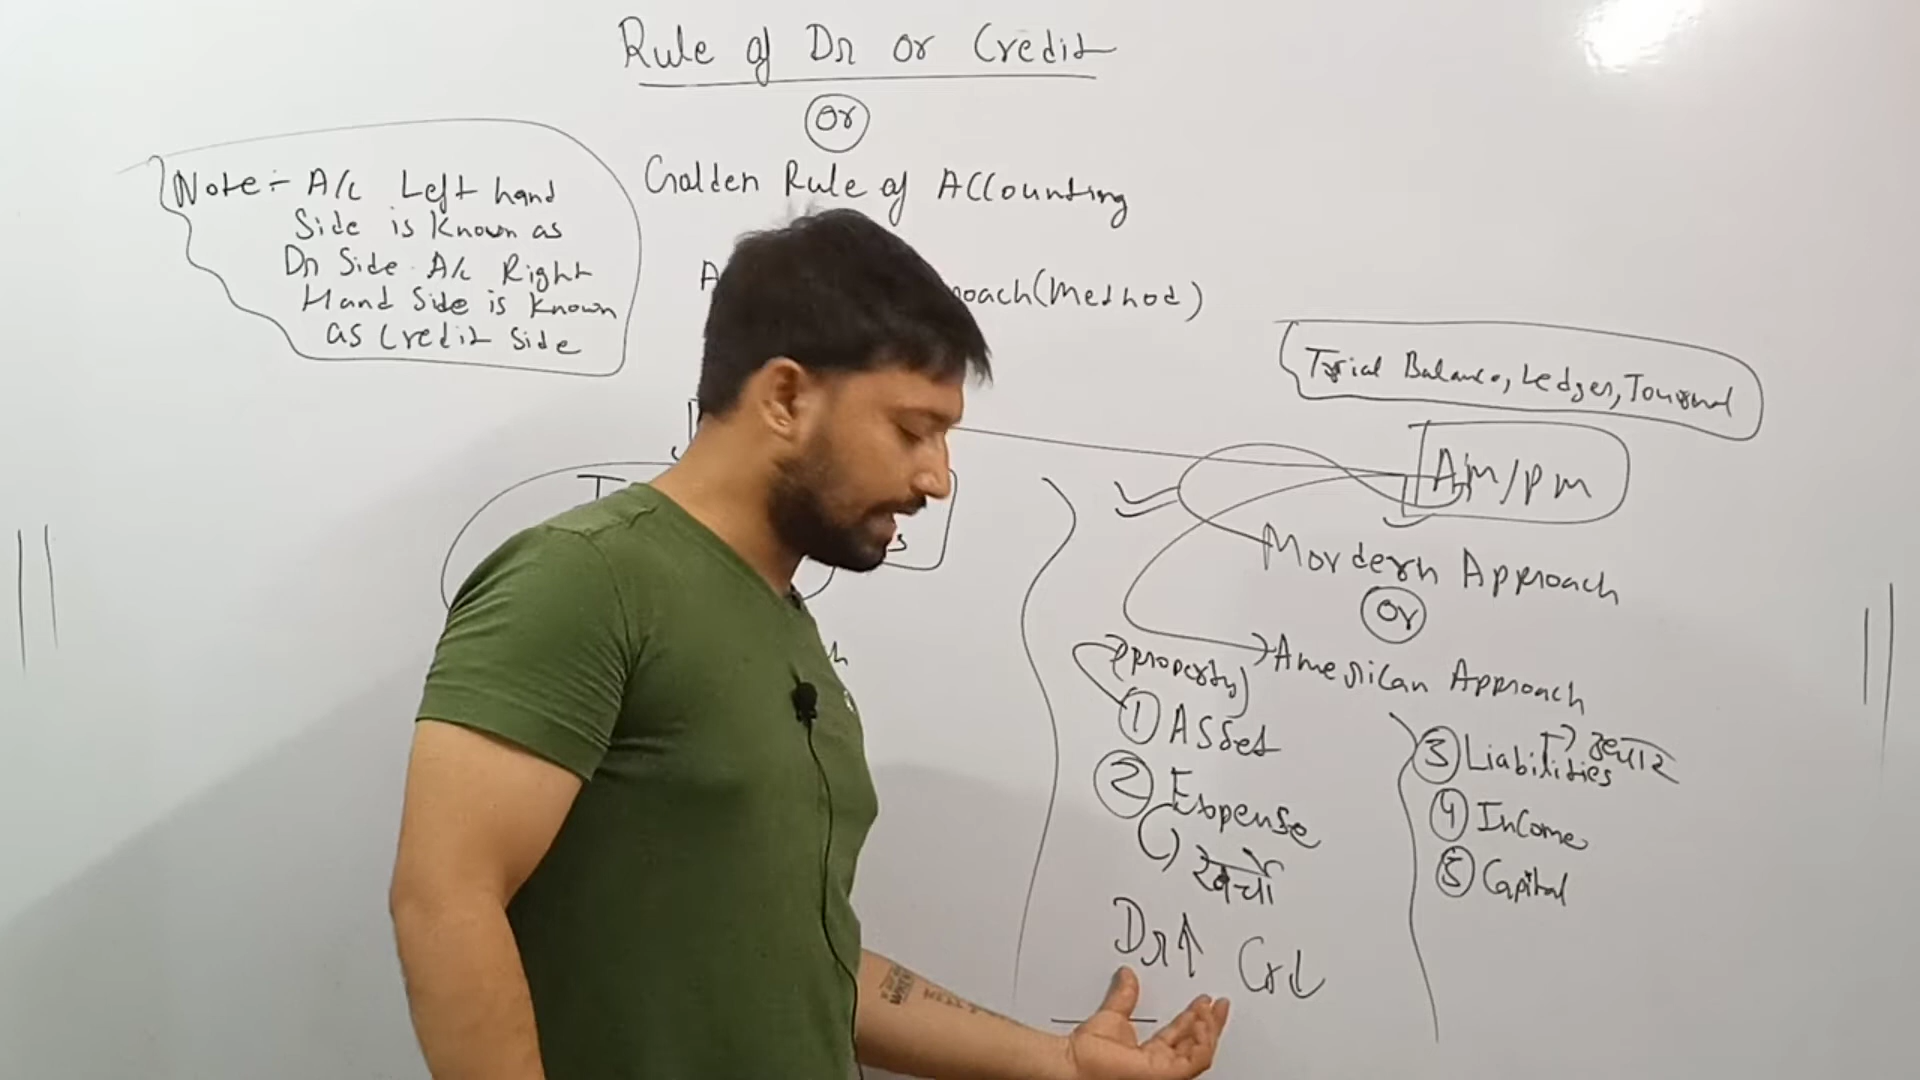 Rule of Dr or Credit
Or
Golden Rule of Accounting
Note:- A/c Left hand
Side is Known as
Dr Side A/c Right
Hand Side is Known
as Credit Side
(Method)
Trial Balance, Ledger, Journal
AM/PM
Mordern Approach
Or
American Approach
(property)
① Asset
② Expense
खर्चा
Dr↑ Cr↓
③ Liabilities → उधार
④ Income
⑤ Capital